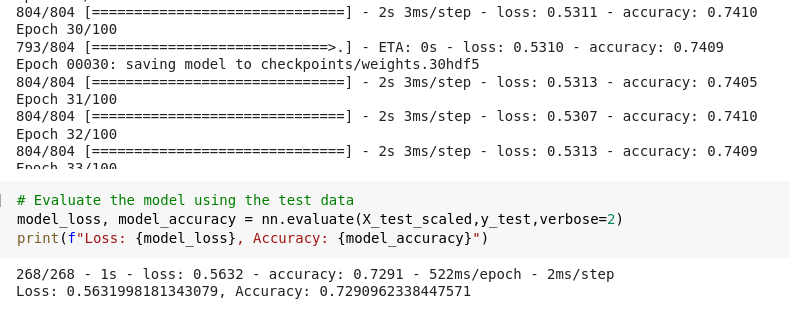 804/804 [==============================] - 2s 3ms/step - loss: 0.5311 - accuracy: 0.7410
Epoch 30/100
793/804 [============================>.] - ETA: 0s - loss: 0.5310 - accuracy: 0.7409
Epoch 00030: saving model to checkpoints/weights.30hdf5
804/804 [==============================] - 2s 3ms/step - loss: 0.5313 - accuracy: 0.7405
Epoch 31/100
804/804 [==============================] - 2s 3ms/step - loss: 0.5307 - accuracy: 0.7410
Epoch 32/100
804/804 [==============================] - 2s 3ms/step - loss: 0.5313 - accuracy: 0.7409
Epoch 33/100
# Evaluate the model using the test data
model_loss, model_accuracy = nn.evaluate(X_test_scaled,y_test,verbose=2)
print(f"Loss: {model_loss}, Accuracy: {model_accuracy}")
268/268 - 1s - loss: 0.5632 - accuracy: 0.7291 - 522ms/epoch - 2ms/step
Loss: 0.5631998181343079, Accuracy: 0.7290962338447571